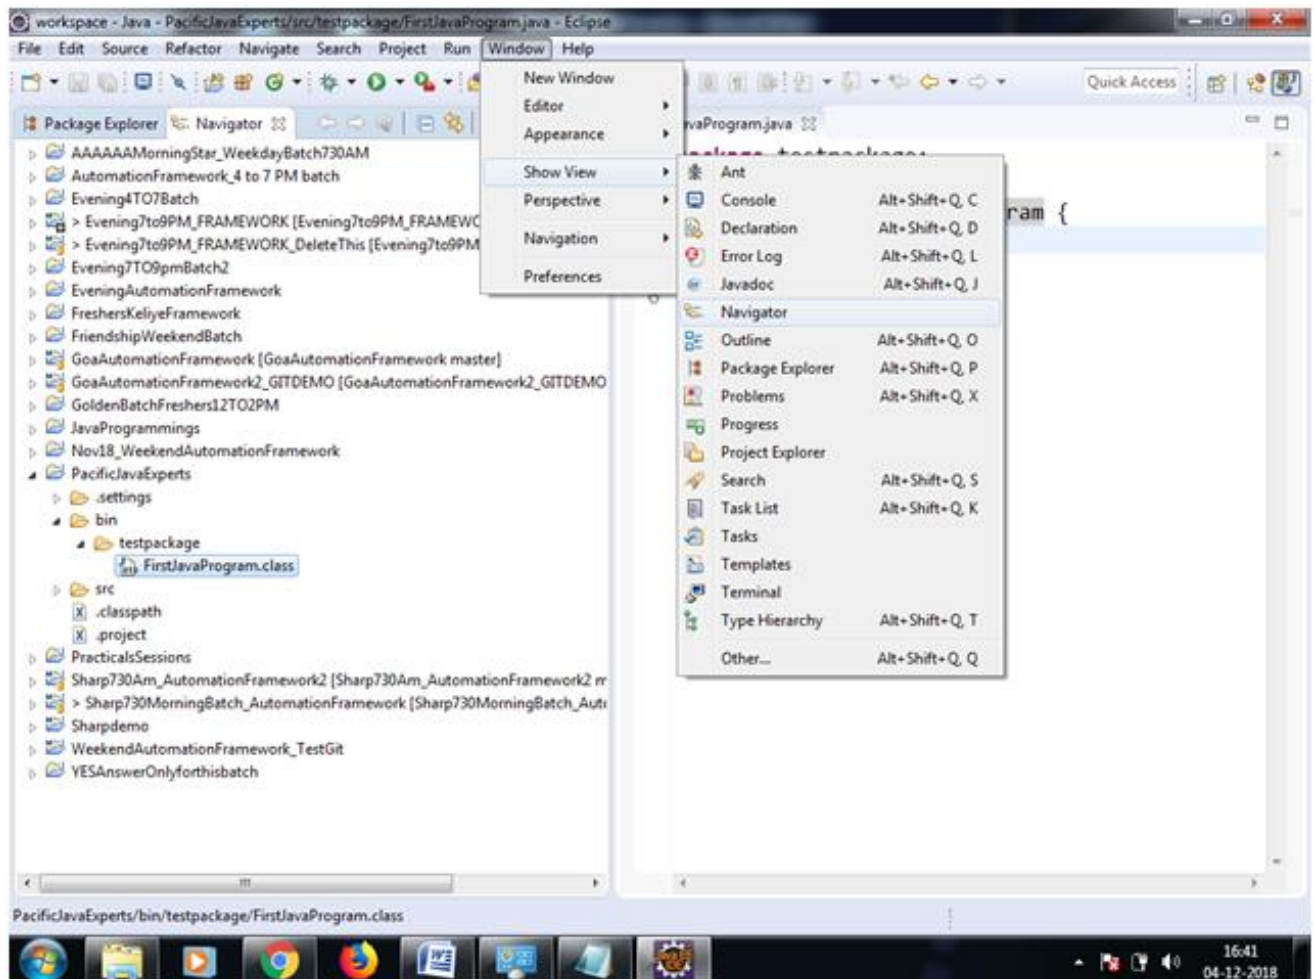 workspace - Java - PacificJavaExperts/src/testpackage/FirstJavaProgram.java - Eclipse
File Edit Source Refactor Navigate Search Project Run Window Help
Quick Access
Package Explorer Navigator
New Window
Editor
Appearance
Show View
Perspective
Navigation
Preferences
Ant
Console Alt+Shift+Q, C
Declaration Alt+Shift+Q, D
Error Log Alt+Shift+Q, L
Javadoc Alt+Shift+Q, J
Navigator
Outline Alt+Shift+Q, O
Package Explorer Alt+Shift+Q, P
Problems Alt+Shift+Q, X
Progress
Project Explorer
Search Alt+Shift+Q, S
Task List Alt+Shift+Q, K
Tasks
Templates
Terminal
Type Hierarchy Alt+Shift+Q, T
Other... Alt+Shift+Q, Q
AAAAAAMorningStar_WeekdayBatch730AM
AutomationFramework_4 to 7 PM batch
Evening4TO7Batch
> Evening7to9PM_FRAMEWORK [Evening7to9PM_FRAMEWC
> Evening7to9PM_FRAMEWORK_DeleteThis [Evening7to9PM
Evening7TO9pmBatch2
EveningAutomationFramework
FreshersKeliyeFramework
FriendshipWeekendBatch
GoaAutomationFramework [GoaAutomationFramework master]
GoaAutomationFramework2_GITDEMO [GoaAutomationFramework2_GITDEMO
GoldenBatchFreshers12TO2PM
JavaProgrammings
Nov18_WeekendAutomationFramework
PacificJavaExperts
.settings
bin
testpackage
FirstJavaProgram.class
src
.classpath
.project
PracticalsSessions
Sharp730Am_AutomationFramework2 [Sharp730Am_AutomationFramework2 m
> Sharp730MorningBatch_AutomationFramework [Sharp730MorningBatch_Aut
Sharpdemo
WeekendAutomationFramework_TestGit
YESAnswerOnlyforthisbatch
vaProgram.java
package testpackage;
ram {
PacificJavaExperts/bin/testpackage/FirstJavaProgram.class
16:41
04-12-2018